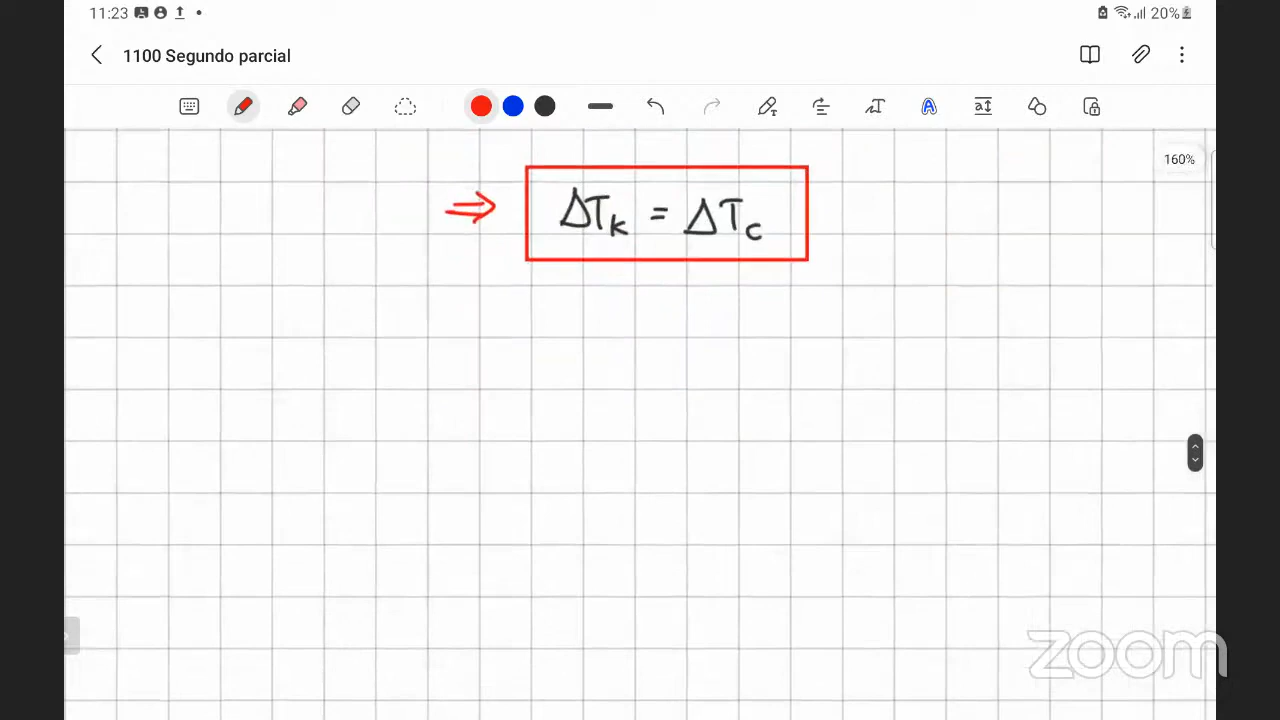 11:23
20%
1100 Segundo parcial
160%
⇒ ΔT_K = ΔT_C
zoom